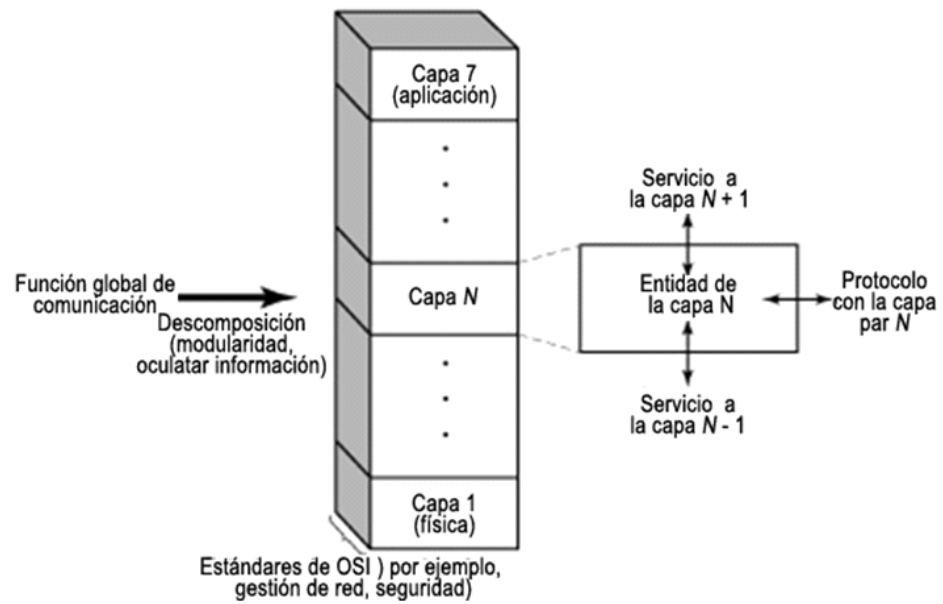 Capa 7
(aplicación)
Servicio a
la capa N + 1
Función global de
comunicación
Descomposición
(modularidad,
oculatar información)
Capa N
Entidad de
la capa N
Protocolo
con la capa
par N
Servicio a
la capa N - 1
Capa 1
(física)
Estándares de OSI ) por ejemplo,
gestión de red, seguridad)